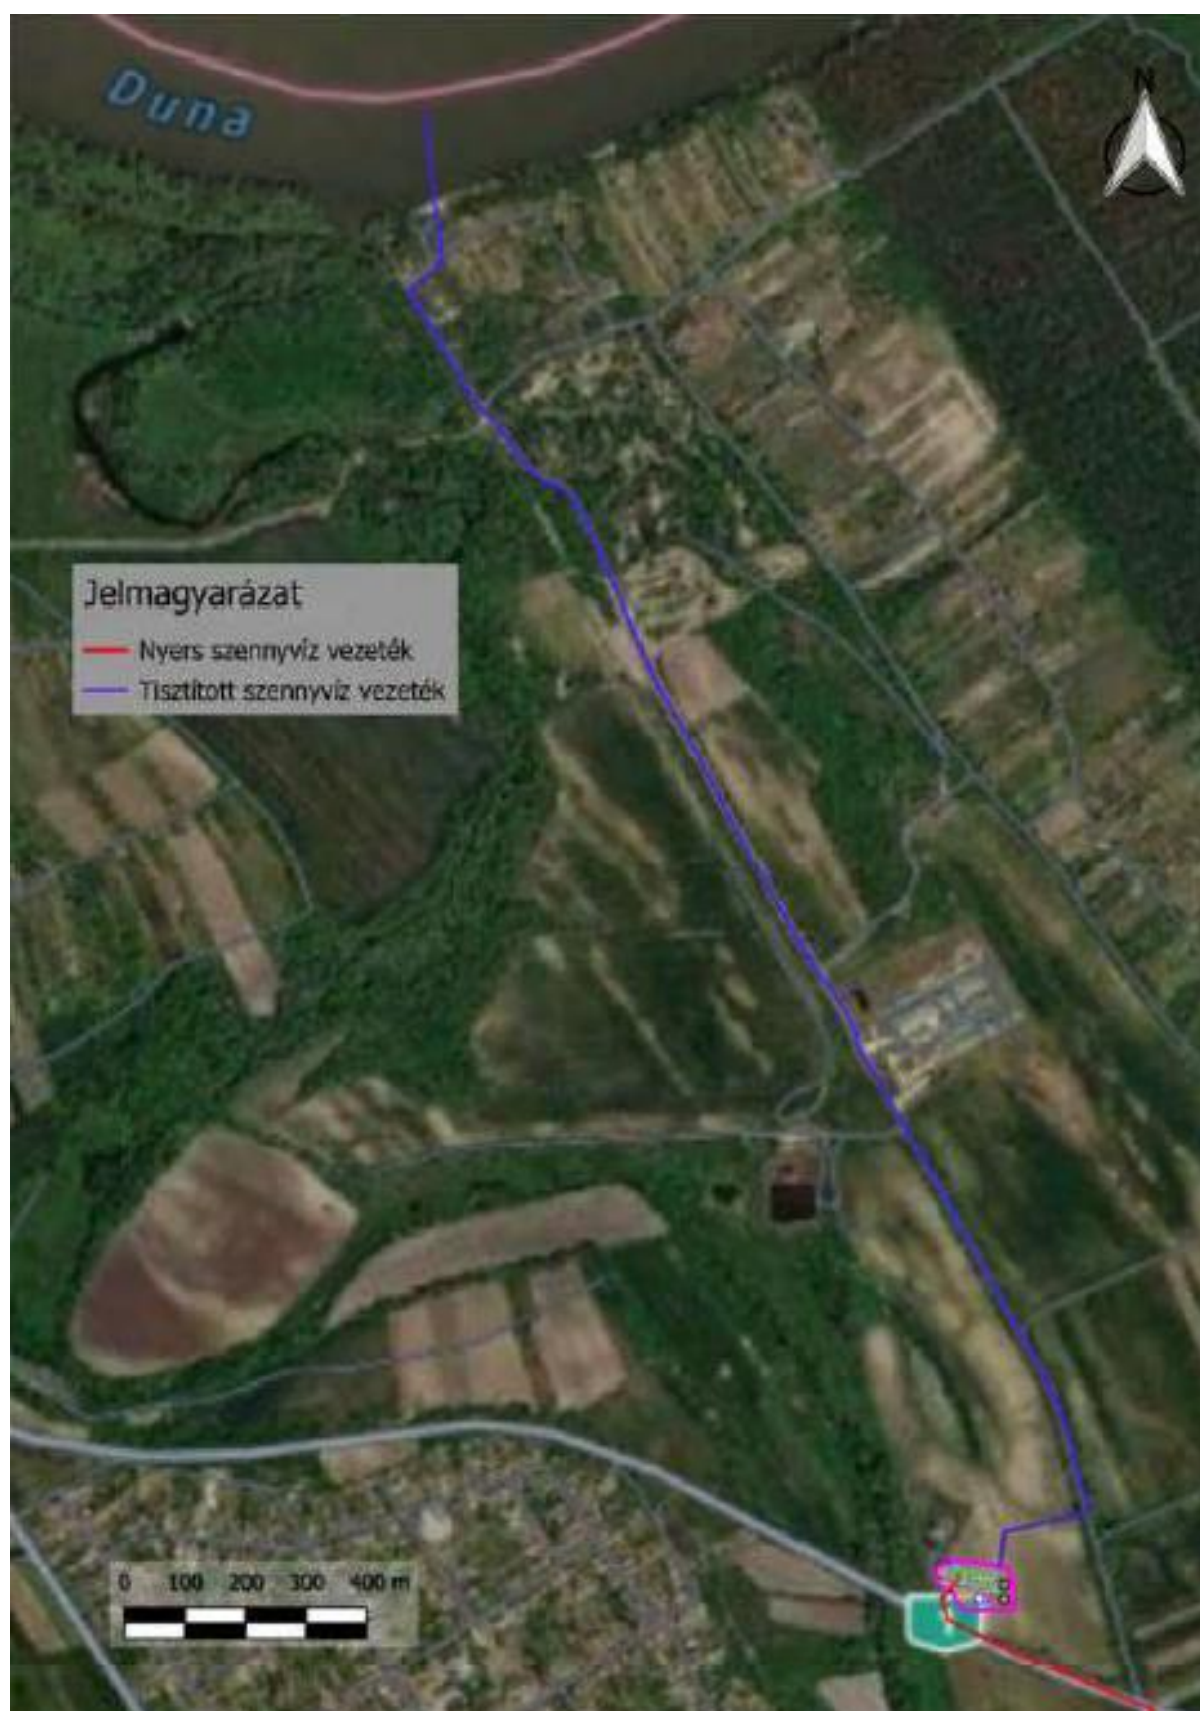 Duna
N
Jelmagyarázat
Nyers szennyvíz vezeték
Tisztított szennyvíz vezeték
0 100 200 300 400 m